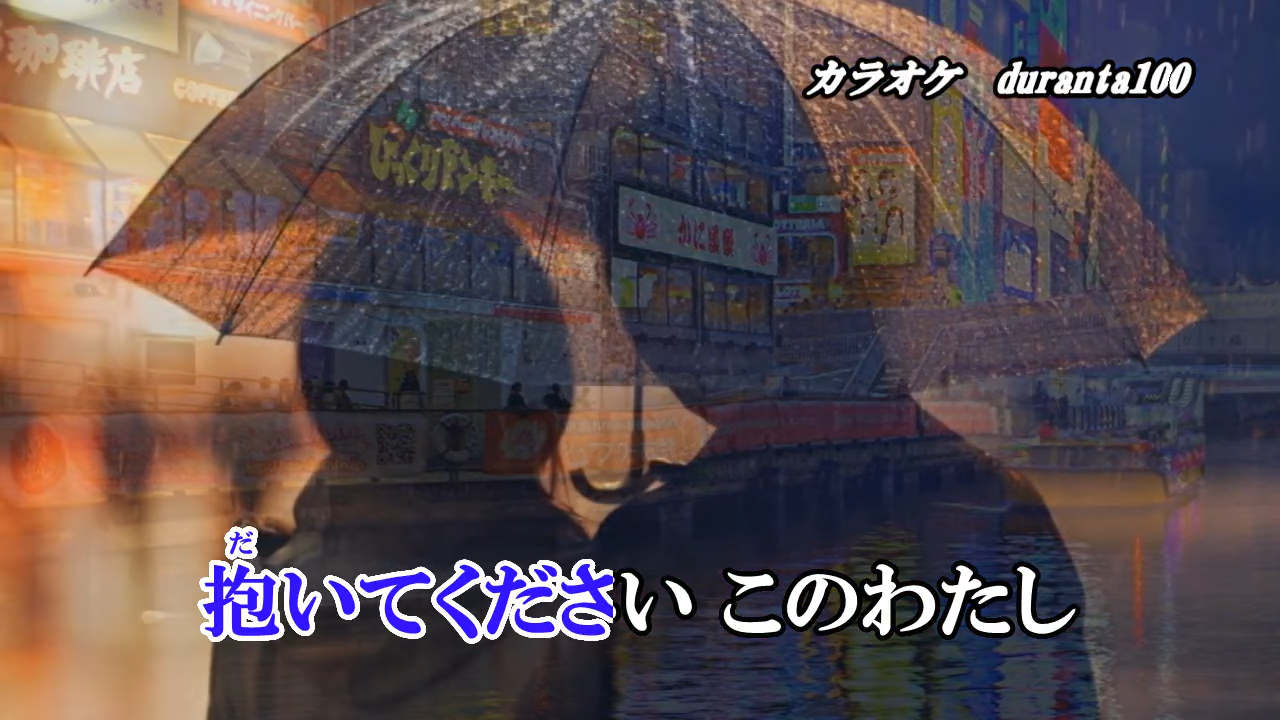 珈琲店
COFFEE
カラオケ duranta100
びっくりドンキー
かに道楽
LOTTERIA
だ
抱いてください このわたし